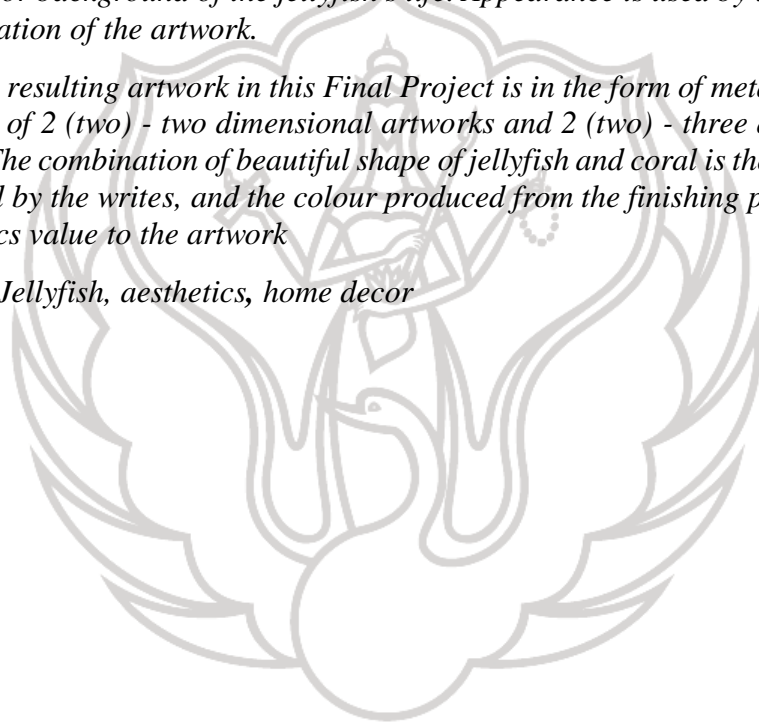 or background of the jellyfish's life. Appearance is used by
ation of the artwork.
resulting artwork in this Final Project is in the form of met
of 2 (two) - two dimensional artworks and 2 (two) - three
The combination of beautiful shape of jellyfish and coral is the
by the writes, and the colour produced from the finishing p
cs value to the artwork
Jellyfish, aesthetics, home decor